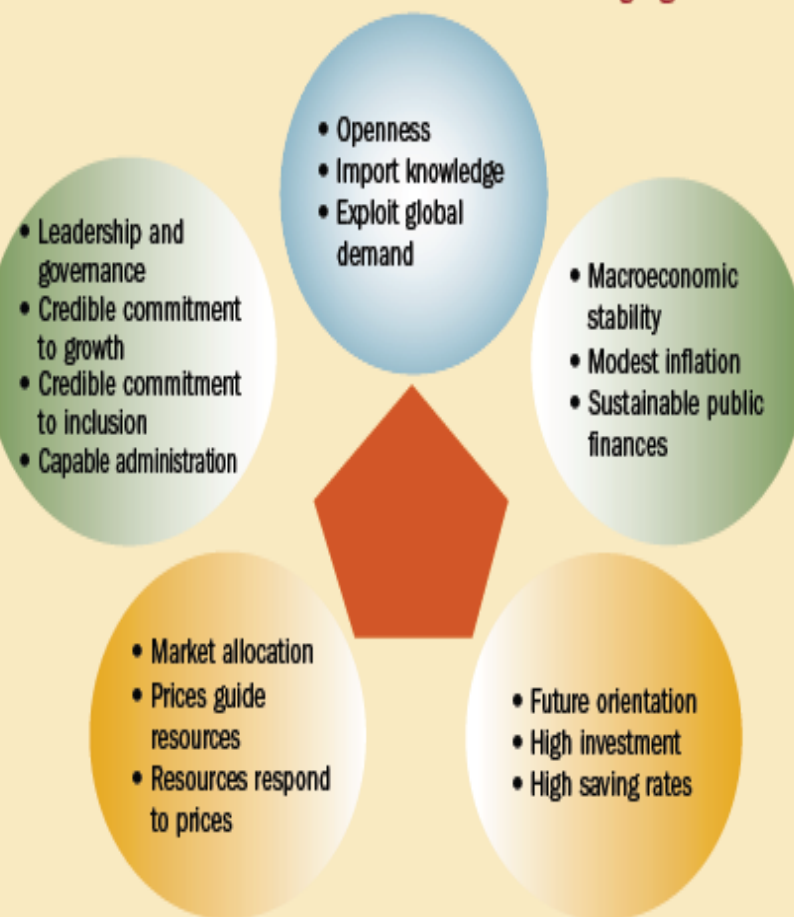 • Openness
• Import knowledge
• Exploit global
demand
• Leadership and
governance
• Credible commitment
to growth
• Credible commitment
to inclusion
• Capable administration
• Macroeconomic
stability
• Modest inflation
• Sustainable public
finances
• Market allocation
• Prices guide
resources
• Resources respond
to prices
• Future orientation
• High investment
• High saving rates